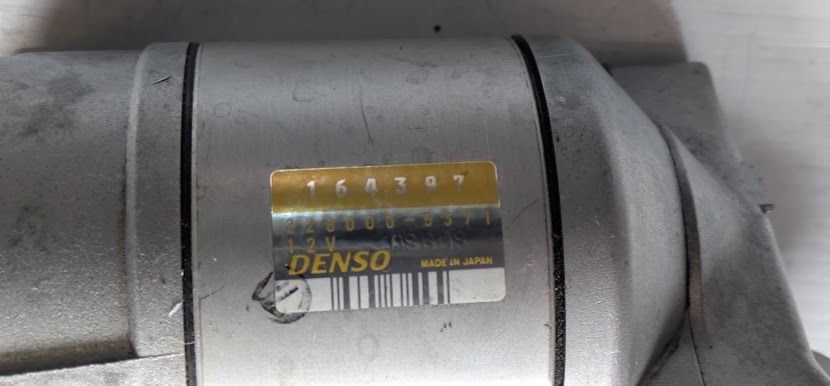 164397
228000-5371
12V
DENSO MADE IN JAPAN